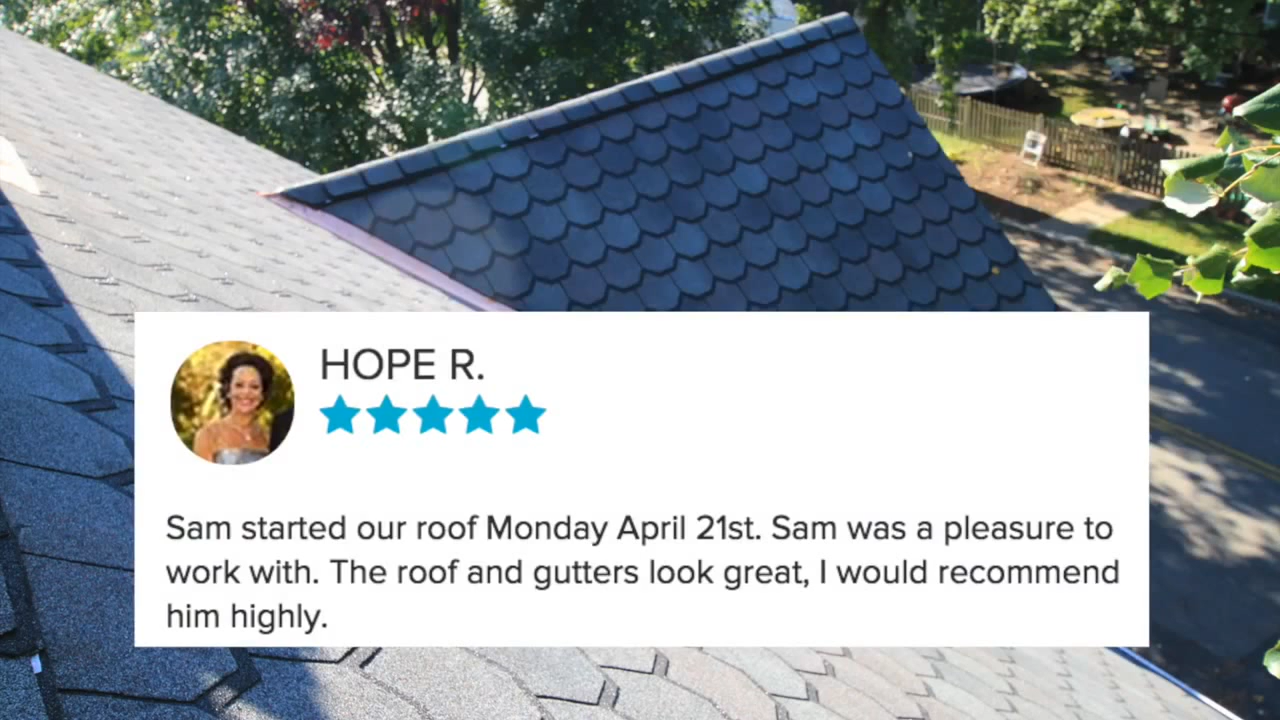 HOPE R.
Sam started our roof Monday April 21st. Sam was a pleasure to
work with. The roof and gutters look great, I would recommend
him highly.